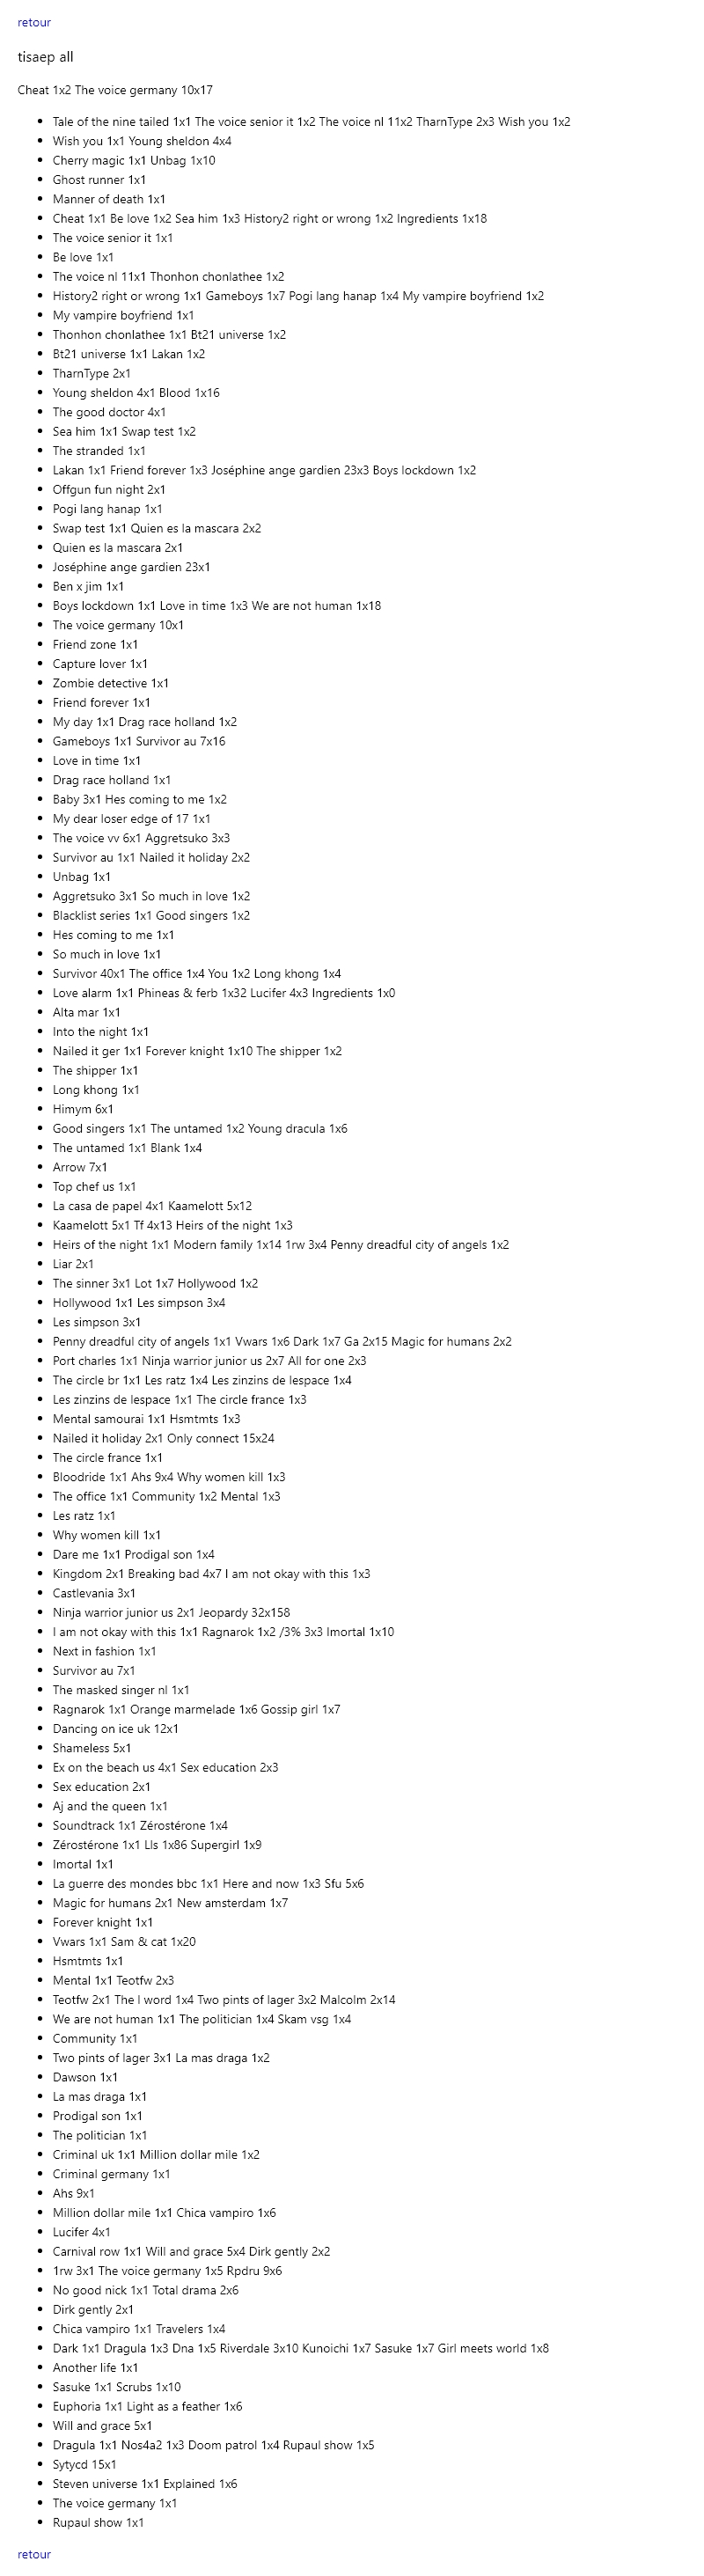 retour
tisaep all
Cheat 1x2 The voice germany 10x17
Tale of the nine tailed 1x1 The voice senior it 1x2 The voice nl 11x2 TharnType 2x3 Wish you 1x2
Wish you 1x1 Young sheldon 4x4
Cherry magic 1x1 Unbag 1x10
Ghost runner 1x1
Manner of death 1x1
Cheat 1x1 Be love 1x2 Sea him 1x3 History2 right or wrong 1x2 Ingredients 1x18
The voice senior it 1x1
Be love 1x1
The voice nl 11x1 Thonhon chonlathee 1x2
History2 right or wrong 1x1 Gameboys 1x7 Pogi lang hanap 1x4 My vampire boyfriend 1x2
My vampire boyfriend 1x1
Thonhon chonlathee 1x1 Bt21 universe 1x2
Bt21 universe 1x1 Lakan 1x2
TharnType 2x1
Young sheldon 4x1 Blood 1x16
The good doctor 4x1
Sea him 1x1 Swap test 1x2
The stranded 1x1
Lakan 1x1 Friend forever 1x3 Joséphine ange gardien 23x3 Boys lockdown 1x2
Offgun fun night 2x1
Pogi lang hanap 1x1
Swap test 1x1 Quien es la mascara 2x2
Quien es la mascara 2x1
Joséphine ange gardien 23x1
Ben x jim 1x1
Boys lockdown 1x1 Love in time 1x3 We are not human 1x18
The voice germany 10x1
Friend zone 1x1
Capture lover 1x1
Zombie detective 1x1
Friend forever 1x1
My day 1x1 Drag race holland 1x2
Gameboys 1x1 Survivor au 7x16
Love in time 1x1
Drag race holland 1x1
Baby 3x1 Hes coming to me 1x2
My dear loser edge of 17 1x1
The voice vv 6x1 Aggretsuko 3x3
Survivor au 1x1 Nailed it holiday 2x2
Unbag 1x1
Aggretsuko 3x1 So much in love 1x2
Blacklist series 1x1 Good singers 1x2
Hes coming to me 1x1
So much in love 1x1
Survivor 40x1 The office 1x4 You 1x2 Long khong 1x4
Love alarm 1x1 Phineas & ferb 1x32 Lucifer 4x3 Ingredients 1x0
Alta mar 1x1
Into the night 1x1
Nailed it ger 1x1 Forever knight 1x10 The shipper 1x2
The shipper 1x1
Long khong 1x1
Himym 6x1
Good singers 1x1 The untamed 1x2 Young dracula 1x6
The untamed 1x1 Blank 1x4
Arrow 7x1
Top chef us 1x1
La casa de papel 4x1 Kaamelott 5x12
Kaamelott 5x1 Tf 4x13 Heirs of the night 1x3
Heirs of the night 1x1 Modern family 1x14 1rw 3x4 Penny dreadful city of angels 1x2
Liar 2x1
The sinner 3x1 Lot 1x7 Hollywood 1x2
Hollywood 1x1 Les simpson 3x4
Les simpson 3x1
Penny dreadful city of angels 1x1 Vwars 1x6 Dark 1x7 Ga 2x15 Magic for humans 2x2
Port charles 1x1 Ninja warrior junior us 2x7 All for one 2x3
The circle br 1x1 Les ratz 1x4 Les zinzins de lespace 1x4
Les zinzins de lespace 1x1 The circle france 1x3
Mental samourai 1x1 Hsmtmts 1x3
Nailed it holiday 2x1 Only connect 15x24
The circle france 1x1
Bloodride 1x1 Ahs 9x4 Why women kill 1x3
The office 1x1 Community 1x2 Mental 1x3
Les ratz 1x1
Why women kill 1x1
Dare me 1x1 Prodigal son 1x4
Kingdom 2x1 Breaking bad 4x7 I am not okay with this 1x3
Castlevania 3x1
Ninja warrior junior us 2x1 Jeopardy 32x158
I am not okay with this 1x1 Ragnarok 1x2 /3% 3x3 Imortal 1x10
Next in fashion 1x1
Survivor au 7x1
The masked singer nl 1x1
Ragnarok 1x1 Orange marmelade 1x6 Gossip girl 1x7
Dancing on ice uk 12x1
Shameless 5x1
Ex on the beach us 4x1 Sex education 2x3
Sex education 2x1
Aj and the queen 1x1
Soundtrack 1x1 Zérostérone 1x4
Zérostérone 1x1 Lls 1x86 Supergirl 1x9
Imortal 1x1
La guerre des mondes bbc 1x1 Here and now 1x3 Sfu 5x6
Magic for humans 2x1 New amsterdam 1x7
Forever knight 1x1
Vwars 1x1 Sam & cat 1x20
Hsmtmts 1x1
Mental 1x1 Teotfw 2x3
Teotfw 2x1 The l word 1x4 Two pints of lager 3x2 Malcolm 2x14
We are not human 1x1 The politician 1x4 Skam vsg 1x4
Community 1x1
Two pints of lager 3x1 La mas draga 1x2
Dawson 1x1
La mas draga 1x1
Prodigal son 1x1
The politician 1x1
Criminal uk 1x1 Million dollar mile 1x2
Criminal germany 1x1
Ahs 9x1
Million dollar mile 1x1 Chica vampiro 1x6
Lucifer 4x1
Carnival row 1x1 Will and grace 5x4 Dirk gently 2x2
1rw 3x1 The voice germany 1x5 Rpdru 9x6
No good nick 1x1 Total drama 2x6
Dirk gently 2x1
Chica vampiro 1x1 Travelers 1x4
Dark 1x1 Dragula 1x3 Dna 1x5 Riverdale 3x10 Kunoichi 1x7 Sasuke 1x7 Girl meets world 1x8
Another life 1x1
Sasuke 1x1 Scrubs 1x10
Euphoria 1x1 Light as a feather 1x6
Will and grace 5x1
Dragula 1x1 Nos4a2 1x3 Doom patrol 1x4 Rupaul show 1x5
Sytycd 15x1
Steven universe 1x1 Explained 1x6
The voice germany 1x1
Rupaul show 1x1
retour